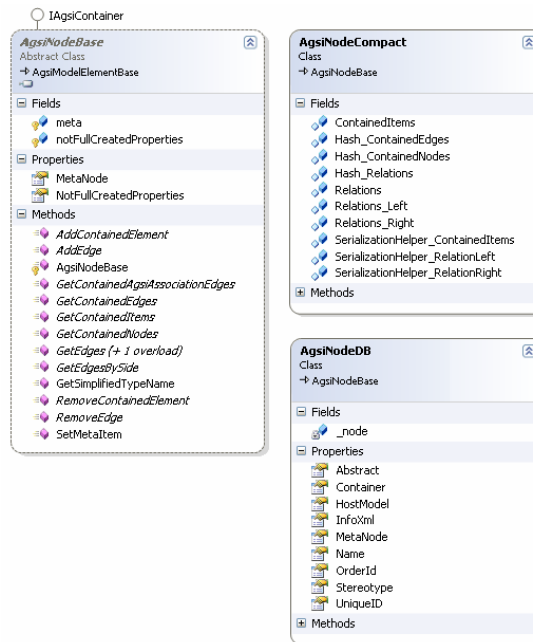 IAgsiContainer
AgsiNodeBase
Abstract Class
AgsiModelElementBase
Fields
meta
notFullCreatedProperties
Properties
MetaNode
NotFullCreatedProperties
Methods
AddContainedElement
AddEdge
AgsiNodeBase
GetContainedAgsiAssociationEdges
GetContainedEdges
GetContainedItems
GetContainedNodes
GetEdges (+ 1 overload)
GetEdgesBySide
GetSimplifiedTypeName
RemoveContainedElement
RemoveEdge
SetMetaItem
AgsiNodeCompact
Class
AgsiNodeBase
Fields
ContainedItems
Hash_ContainedEdges
Hash_ContainedNodes
Hash_Relations
Relations
Relations_Left
Relations_Right
SerializationHelper_ContainedItems
SerializationHelper_RelationLeft
SerializationHelper_RelationRight
Methods
AgsiNodeDB
Class
AgsiNodeBase
Fields
_node
Properties
Abstract
Container
HostModel
InfoXml
MetaNode
Name
OrderId
Stereotype
UniqueID
Methods